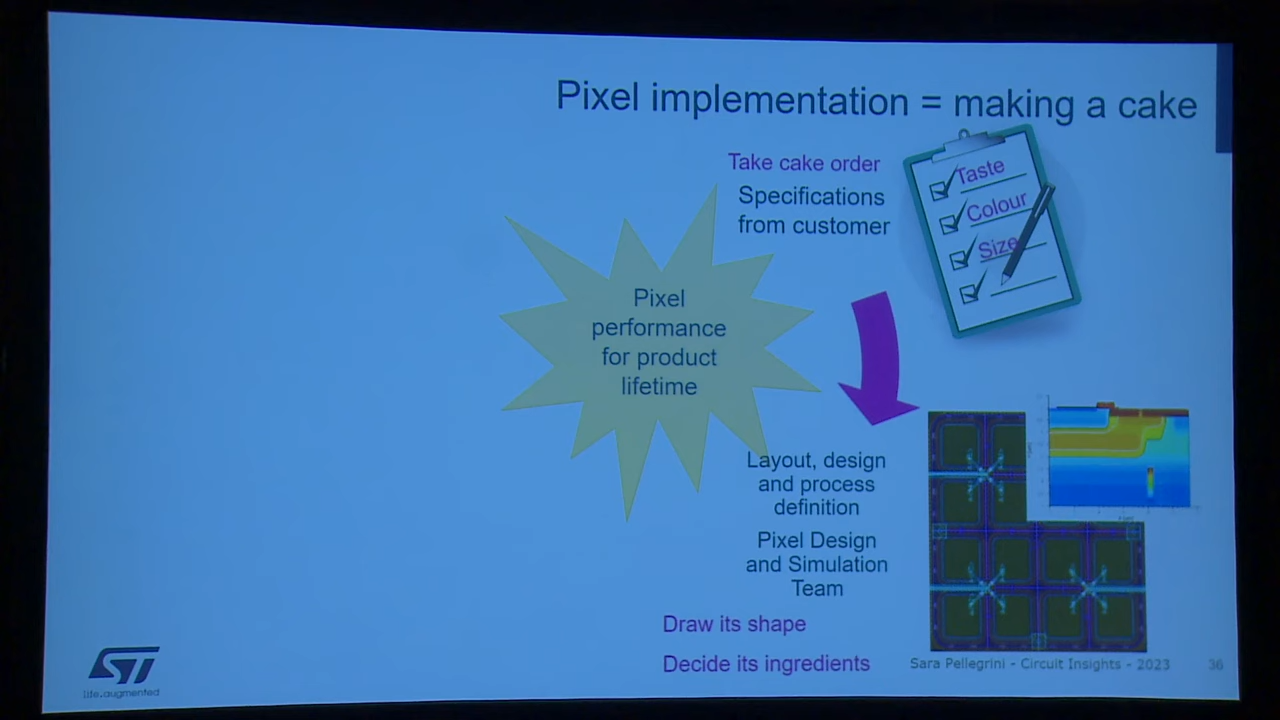 Pixel implementation = making a cake
Take cake order
Specifications
from customer
Taste
Colour
Size
Pixel
performance
for product
lifetime
Layout, design
and process
definition
Pixel Design
and Simulation
Team
Draw its shape
Decide its ingredients
ST
life.augmented
Sara Pellegrini - Circuit Insights - 2023
36